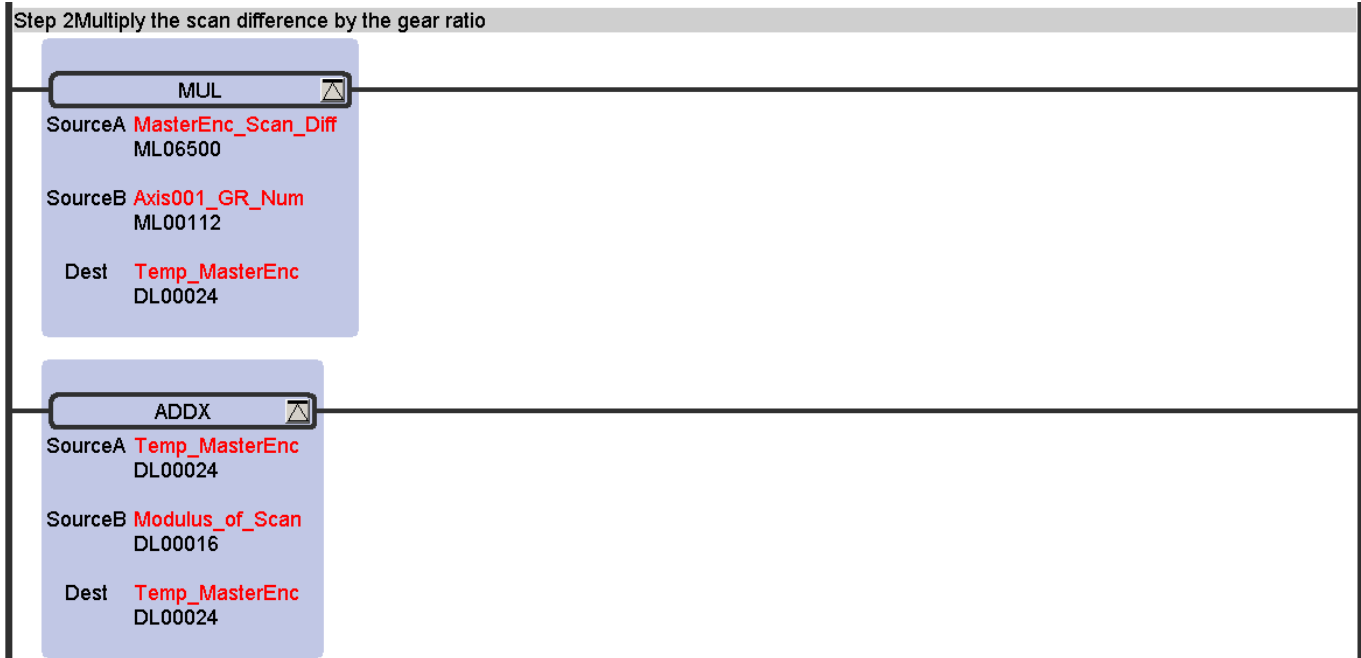 Step 2Multiply the scan difference by the gear ratio
MUL
SourceA MasterEnc_Scan_Diff
ML06500
SourceB Axis001_GR_Num
ML00112
Dest Temp_MasterEnc
DL00024
ADDX
SourceA Temp_MasterEnc
DL00024
SourceB Modulus_of_Scan
DL00016
Dest Temp_MasterEnc
DL00024